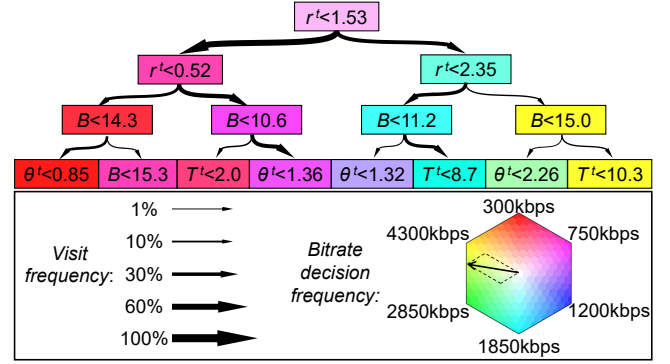 r^t<1.53
r^t<0.52
r^t<2.35
B<14.3
B<10.6
B<11.2
B<15.0
θ^t<0.85
B<15.3
T^t<2.0
θ^t<1.36
θ^t<1.32
T^t<8.7
θ^t<2.26
T^t<10.3
Visit
frequency:
1%
10%
30%
60%
100%
Bitrate
decision
frequency:
300kbps
4300kbps
750kbps
2850kbps
1200kbps
1850kbps